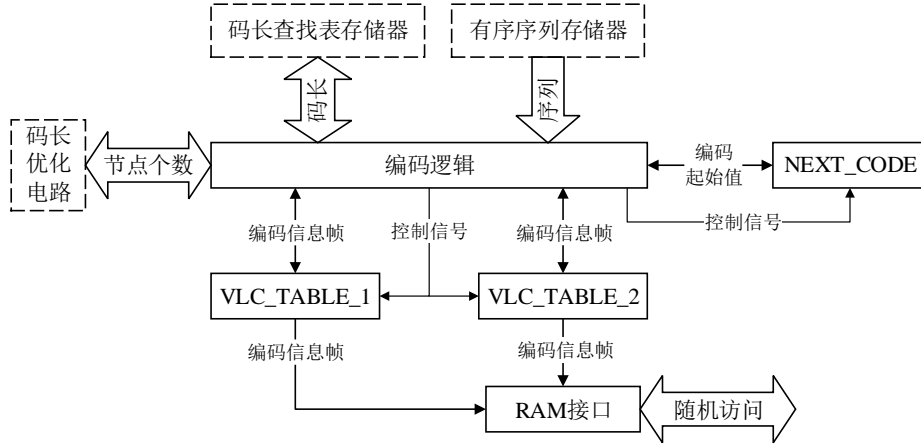 码长查找表存储器
有序序列存储器
码长
序列
码长
优化
电路
节点个数
编码逻辑
编码
起始值
NEXT_CODE
编码信息帧
控制信号
编码信息帧
控制信号
VLC_TABLE_1
VLC_TABLE_2
编码信息帧
编码信息帧
RAM接口
随机访问